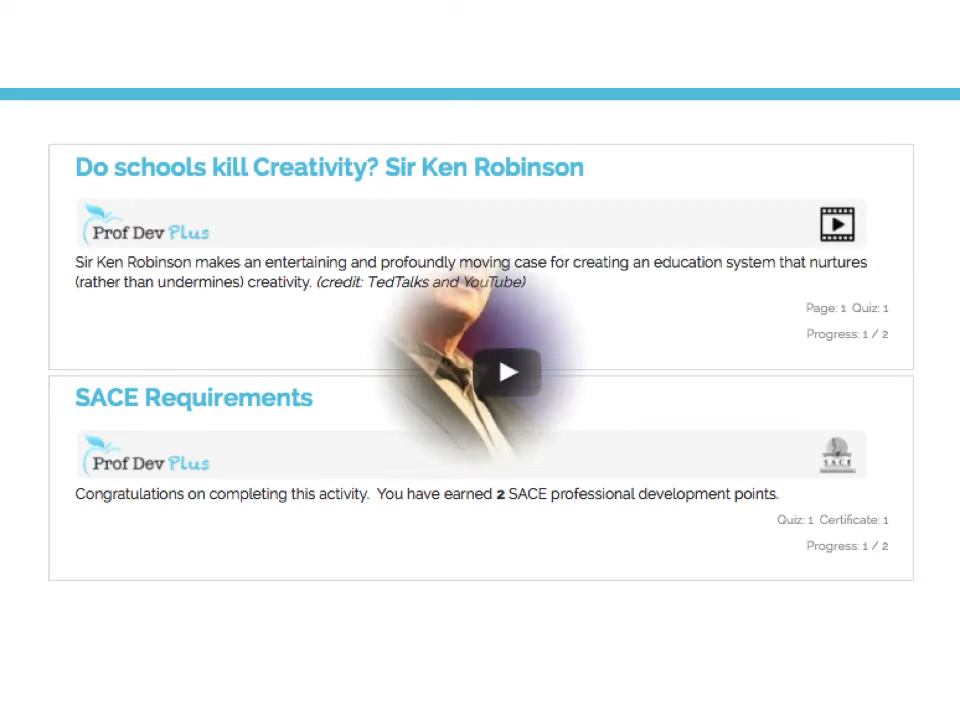 Do schools kill Creativity? Sir Ken Robinson
Prof Dev Plus
Sir Ken Robinson makes an entertaining and profoundly moving case for creating an education system that nurtures
(rather than undermines) creativity. (credit: TedTalks and YouTube)
Page: 1 Quiz: 1
Progress: 1 / 2
SACE Requirements
Prof Dev Plus
SACE
Congratulations on completing this activity. You have earned 2 SACE professional development points.
Quiz: 1 Certificate: 1
Progress: 1 / 2